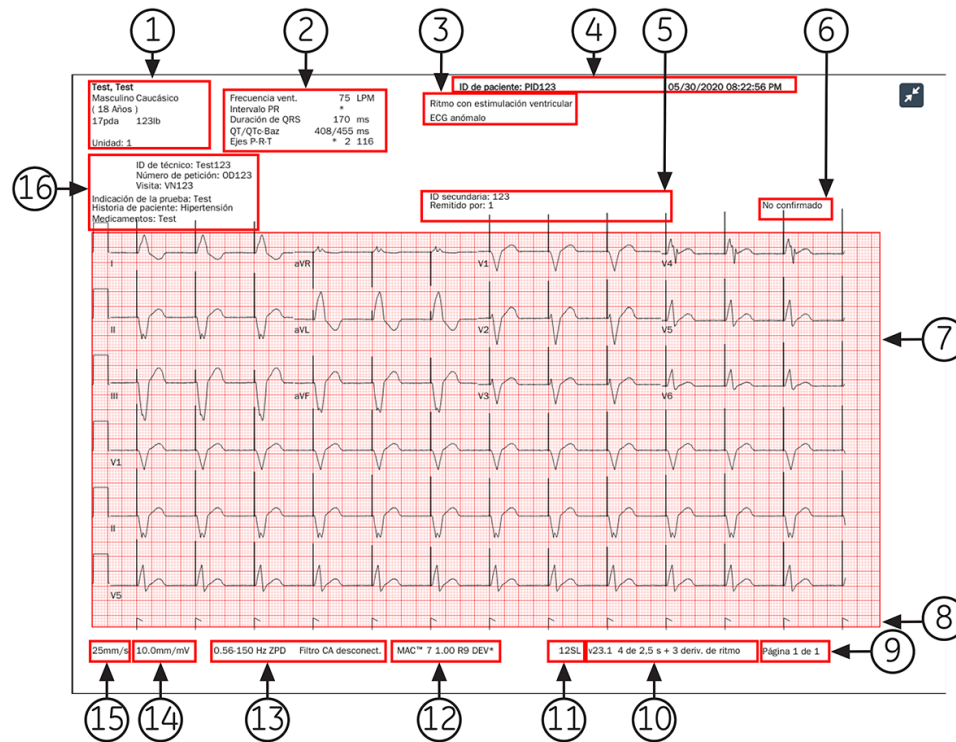 1
2
3
4
5
6
Test, Test
Masculino Caucásico
( 18 Años )
17pda 123lb
Unidad: 1
Frecuencia vent. 75 LPM
Intervalo PR *
Duración de QRS 170 ms
QT/QTc-Baz 408/455 ms
Ejes P-R-T * 2 116
ID de paciente: PID123 05/30/2020 08:22:56 PM
Ritmo con estimulación ventricular
ECG anómalo
16
ID de técnico: Test123
Número de petición: OD123
Visita: VN123
Indicación de la prueba: Test
Historia de paciente: Hipertensión
Medicamentos: Test
ID secundaria: 123
Remitido por: 1
No confirmado
I aVR V1 V4
II aVL V2 V5
7
III aVF V3 V6
V1
II
V5
8
25mm/s 10.0mm/mV 0.56-150 Hz ZPD Filtro CA desconect. MAC™ 7 1.00 R9 DEV* 12SL v23.1 4 de 2,5 s + 3 deriv. de ritmo Página 1 de 1
9
15
14
13
12
11
10